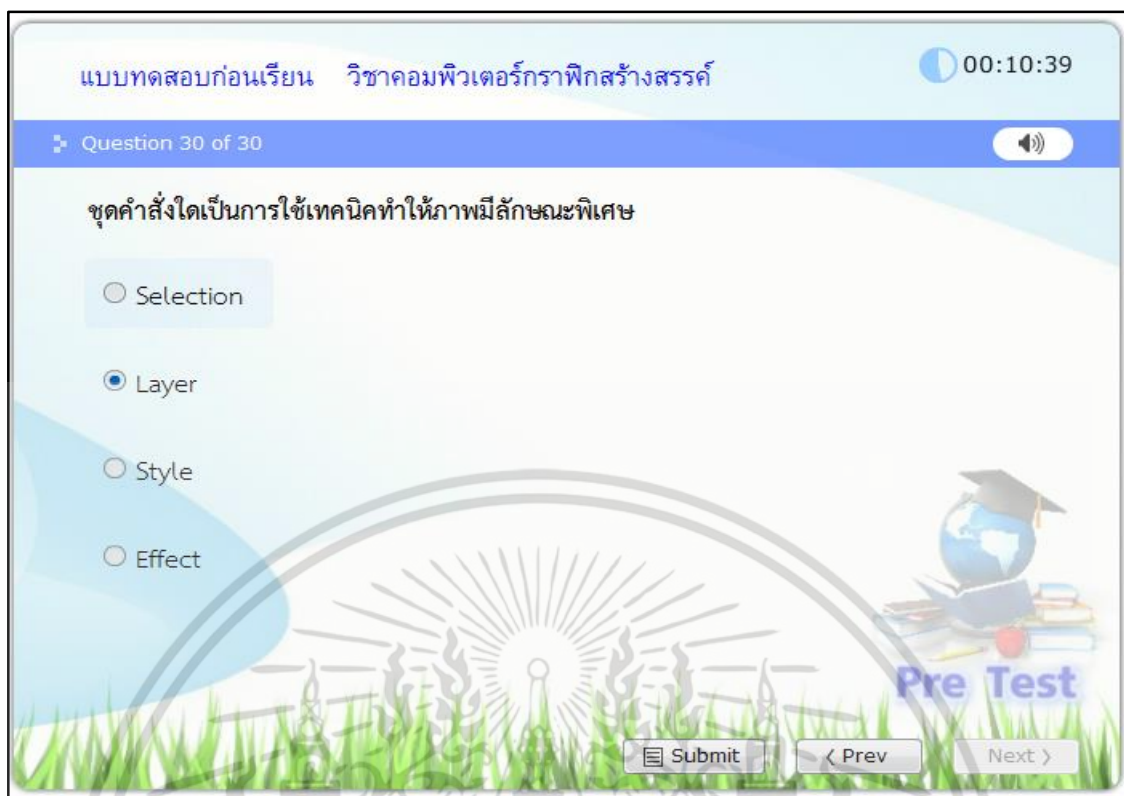 แบบทดสอบก่อนเรียน วิชาคอมพิวเตอร์กราฟิกสร้างสรรค์
00:10:39
Question 30 of 30
ชุดคำสั่งใดเป็นการใช้เทคนิคทำให้ภาพมีลักษณะพิเศษ
Selection
Layer
Style
Effect
Pre Test
Submit
Prev
Next